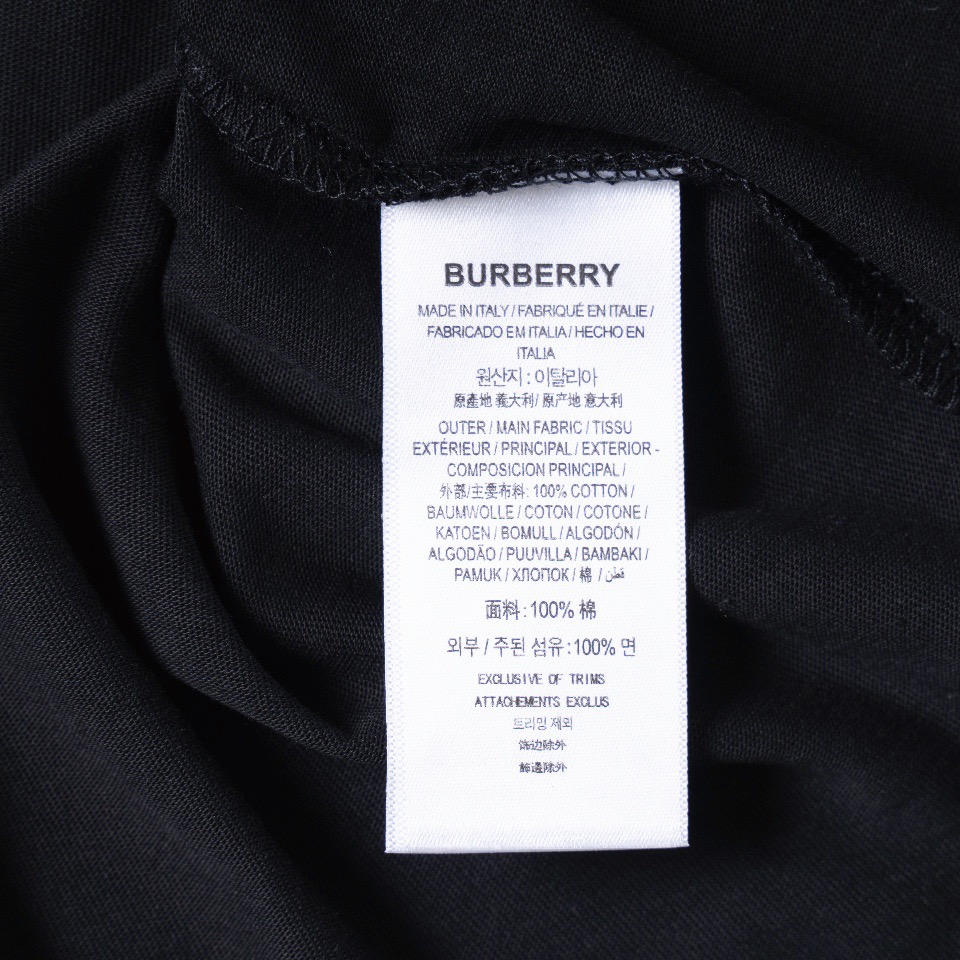 BURBERRY
MADE IN ITALY / FABRIQUÉ EN ITALIE /
FABRICADO EM ITALIA / HECHO EN
ITALIA
원산지 : 이탈리아
原產地 義大利/ 原产地 意大利
OUTER / MAIN FABRIC / TISSU
EXTÉRIEUR / PRINCIPAL / EXTERIOR -
COMPOSICION PRINCIPAL /
外部/主要布料: 100% COTTON /
BAUMWOLLE / COTON / COTONE /
KATOEN / BOMULL / ALGODÓN /
ALGODÃO / PUUVILLA / BAMBAKI /
PAMUK / ХЛОПОК / 棉 / قطن
面料 : 100% 棉
외부 / 주된 섬유 : 100% 면
EXCLUSIVE OF TRIMS
ATTACHEMENTS EXCLUS
트리밍 제외
饰边除外
飾邊除外